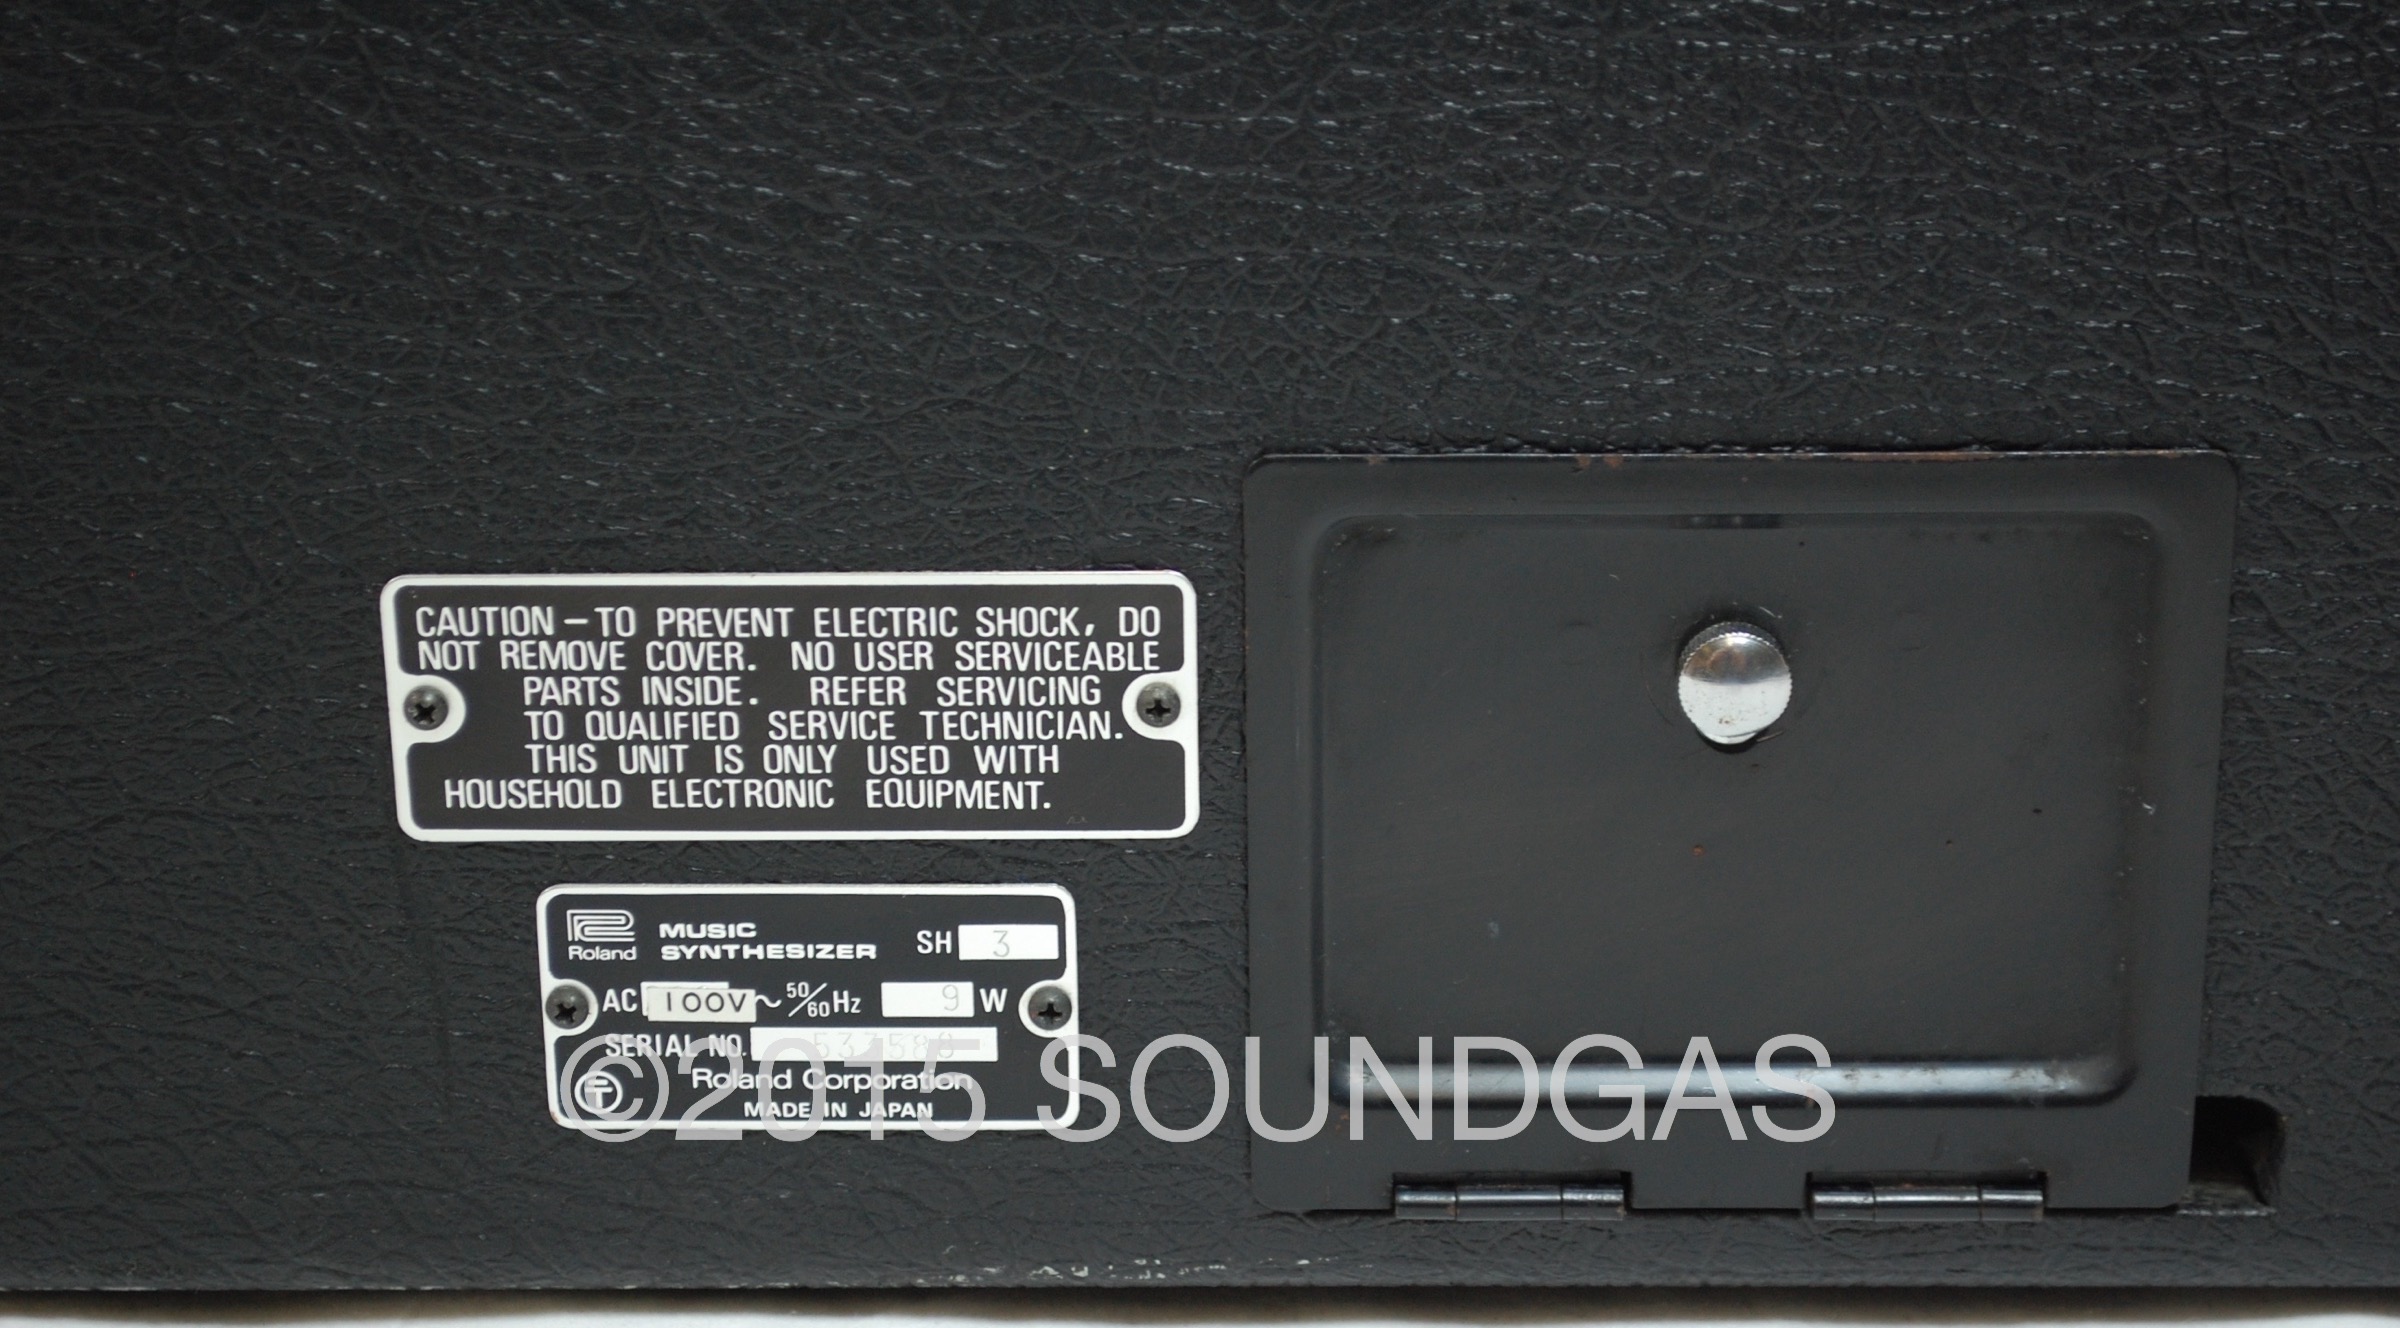 CAUTION – TO PREVENT ELECTRIC SHOCK, DO
NOT REMOVE COVER. NO USER SERVICEABLE
PARTS INSIDE. REFER SERVICING
TO QUALIFIED SERVICE TECHNICIAN.
THIS UNIT IS ONLY USED WITH
HOUSEHOLD ELECTRONIC EQUIPMENT.
Roland
MUSIC
SYNTHESIZER
SH 3
AC 100V ~ 50/60 Hz 9 W
SERIAL NO. 533588
Roland Corporation
MADE IN JAPAN
©2015 SOUNDGAS